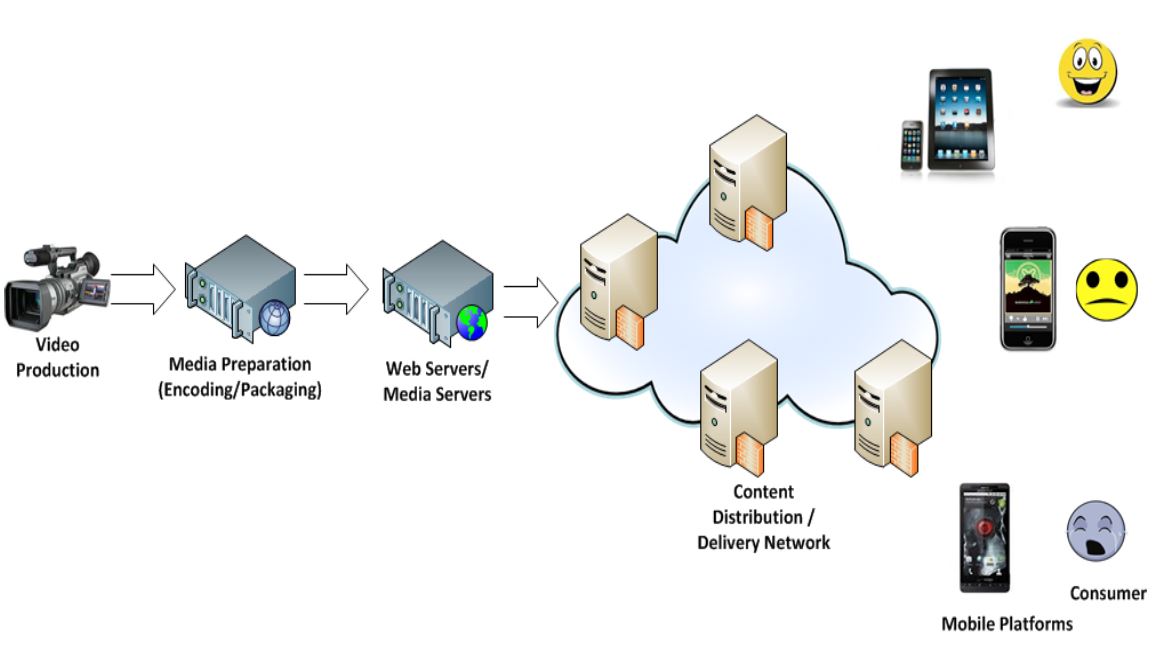 Video
Production
Media Preparation
(Encoding/Packaging)
Web Servers/
Media Servers
Content
Distribution /
Delivery Network
Consumer
Mobile Platforms